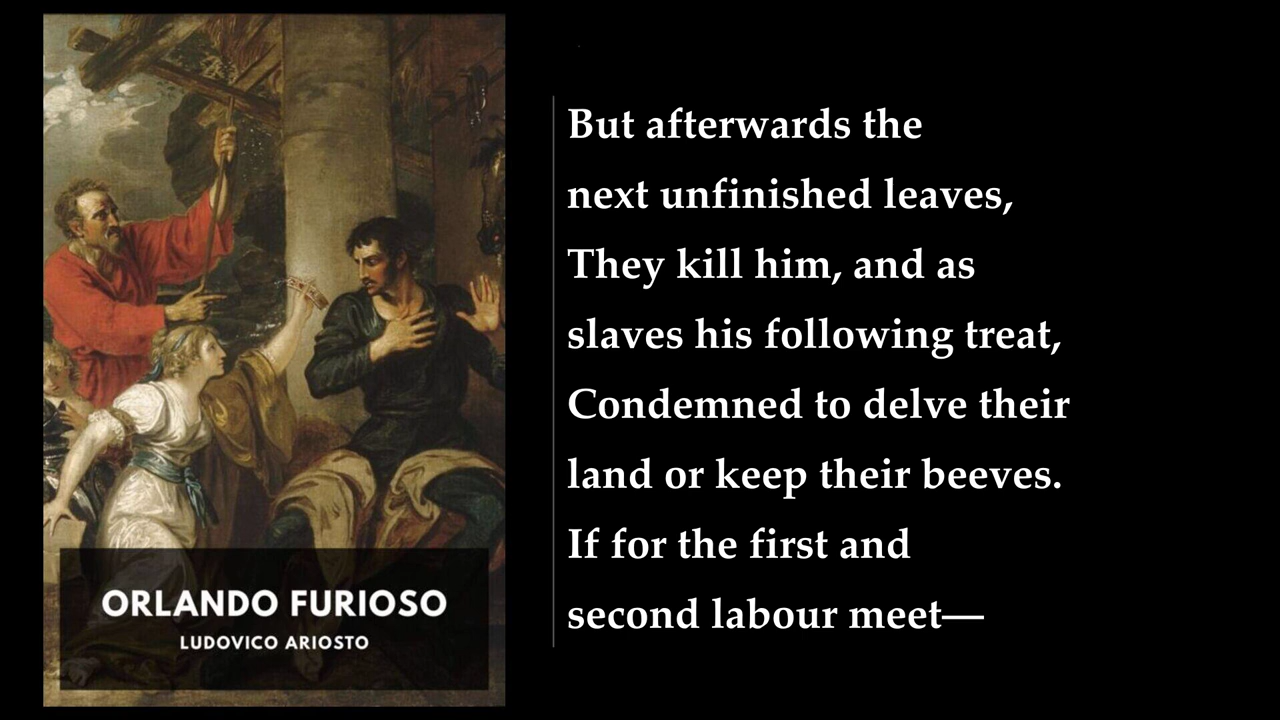 ORLANDO FURIOSO
LUDOVICO ARIOSTO
But afterwards the
next unfinished leaves,
They kill him, and as
slaves his following treat,
Condemned to delve their
land or keep their beeves.
If for the first and
second labour meet—